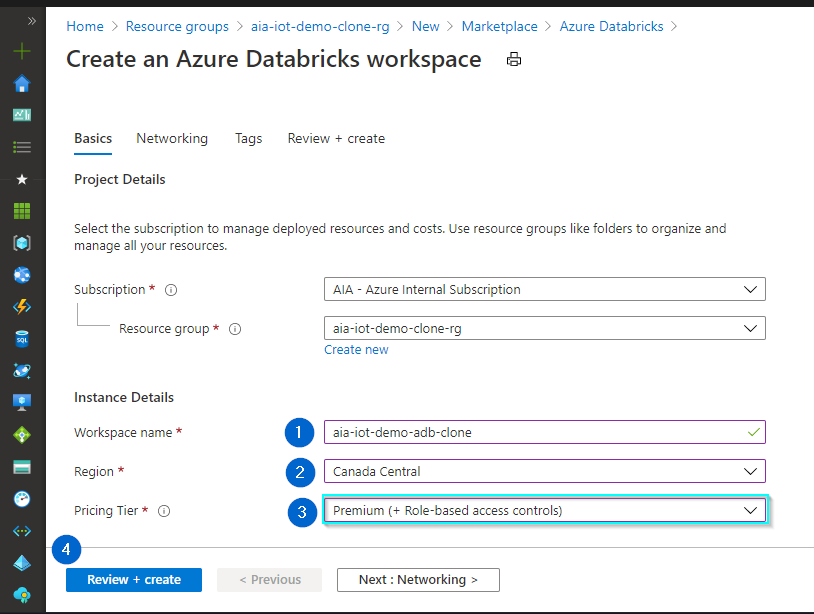 Home > Resource groups > aia-iot-demo-clone-rg > New > Marketplace > Azure Databricks >
Create an Azure Databricks workspace
Basics Networking Tags Review + create
Project Details
Select the subscription to manage deployed resources and costs. Use resource groups like folders to organize and
manage all your resources.
Subscription * AIA - Azure Internal Subscription
Resource group * aia-iot-demo-clone-rg
Create new
Instance Details
Workspace name * 1 aia-iot-demo-adb-clone
Region * 2 Canada Central
Pricing Tier * 3 Premium (+ Role-based access controls)
4
Review + create < Previous Next : Networking >